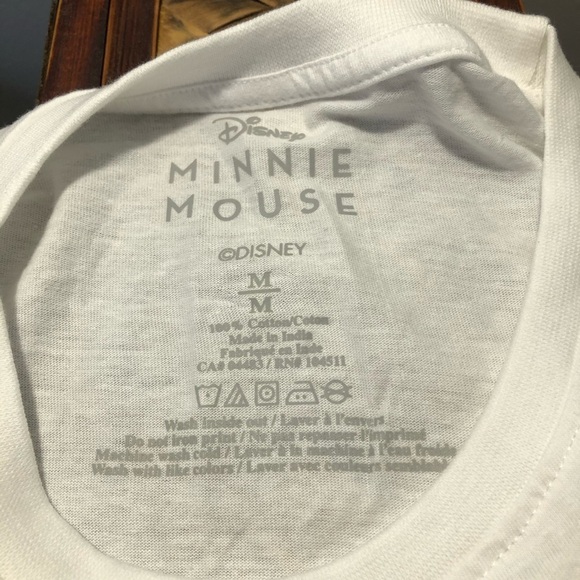 Disney
MINNIE
MOUSE
©DISNEY
M
M
100% Cotton/Coton
Made in India
Fabriqué en Inde
CA# 04483 / RN# 104511
Wash inside out / Laver à l'envers
Do not iron print / Ne pas repasser l'imprimé
Machine wash cold / Laver à la machine à l'eau froide
Wash with like colors / Laver avec couleurs semblables